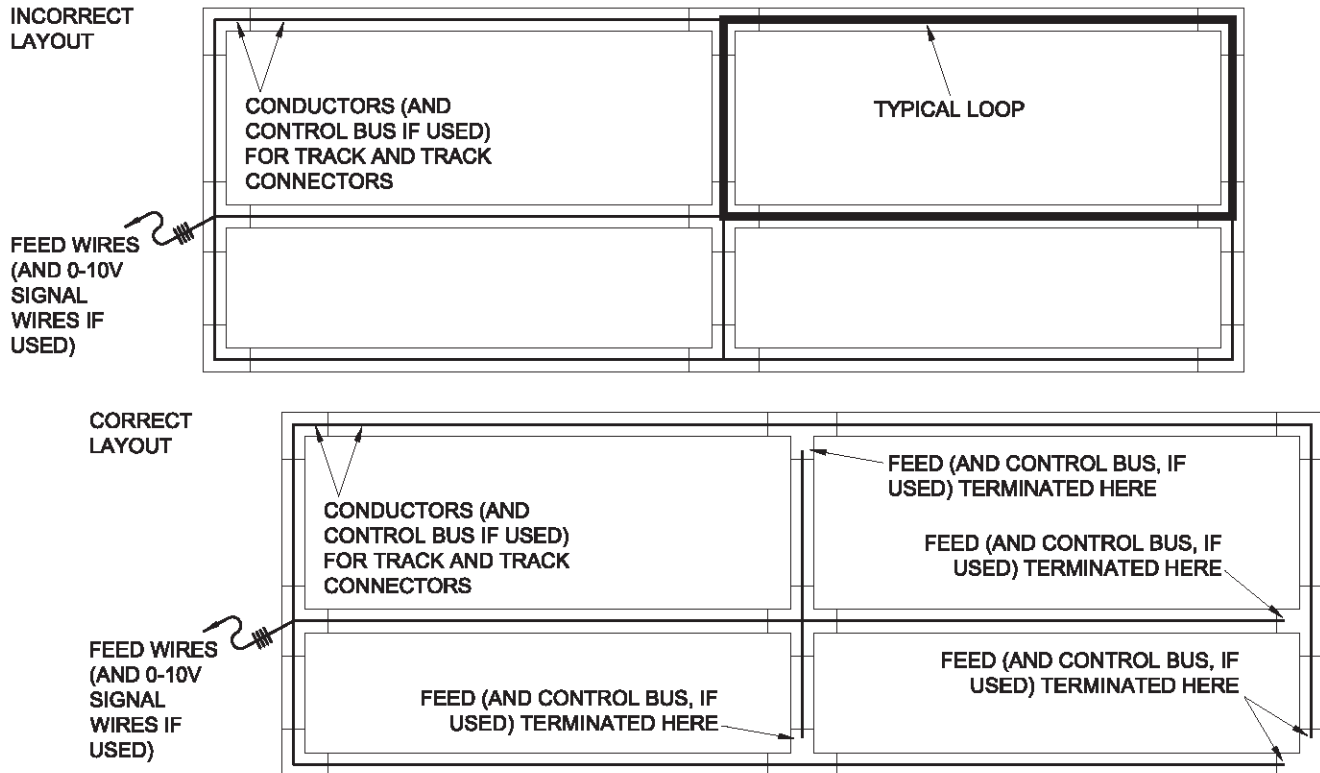 INCORRECT
LAYOUT
CONDUCTORS (AND
CONTROL BUS IF USED)
FOR TRACK AND TRACK
CONNECTORS
TYPICAL LOOP
FEED WIRES
(AND 0-10V
SIGNAL
WIRES IF
USED)
CORRECT
LAYOUT
CONDUCTORS (AND
CONTROL BUS IF USED)
FOR TRACK AND TRACK
CONNECTORS
FEED (AND CONTROL BUS, IF
USED) TERMINATED HERE
FEED (AND CONTROL BUS, IF
USED) TERMINATED HERE
FEED WIRES
(AND 0-10V
SIGNAL
WIRES IF
USED)
FEED (AND CONTROL BUS, IF
USED) TERMINATED HERE
FEED (AND CONTROL BUS, IF
USED) TERMINATED HERE